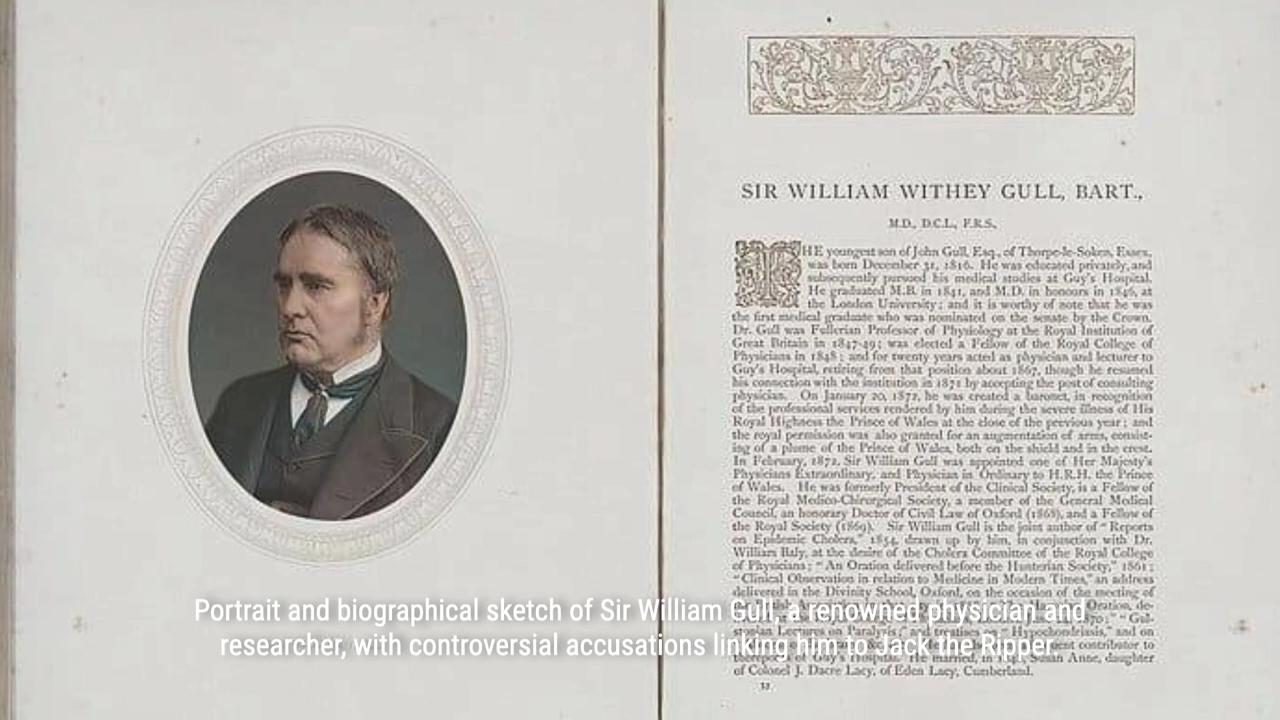 SIR WILLIAM WITHEY GULL, BART.,
M.D., D.C.L., F.R.S.,
THE youngest son of John Gull, Esq., of Thorpe-le-Soken, Essex,
was born December 31, 1816. He was educated privately, and
subsequently pursued his medical studies at Guy's Hospital.
He graduated M.B. in 1841, and M.D. in honours in 1846, at
the London University; and it is worthy of note that he was
the first medical graduate who was nominated on the senate by the Crown.
Dr. Gull was Fullerian Professor of Physiology at the Royal Institution of
Great Britain in 1847-49; was elected a Fellow of the Royal College of
Physicians in 1848; and for twenty years acted as physician and lecturer to
Guy's Hospital, retiring from that position about 1867, though he resumed
his connection with the institution in 1871 by accepting the post of consulting
physician. On January 20, 1872, he was created a baronet, in recognition
of the professional services rendered by him during the severe illness of His
Royal Highness the Prince of Wales at the close of the previous year; and
the royal permission was also granted for an augmentation of arms, consist-
ing of a plume of the Prince of Wales, both on the shield and in the crest.
In February, 1872, Sir William Gull was appointed one of Her Majesty's
Physicians Extraordinary, and Physician in Ordinary to H.R.H. the Prince
of Wales. He was formerly President of the Clinical Society, is a Fellow of
the Royal Medico-Chirurgical Society, a member of the General Medical
Council, an honorary Doctor of Civil Law of Oxford (1868), and a Fellow of
the Royal Society (1869). Sir William Gull is the joint author of "Reports
on Epidemic Cholera," 1854, drawn up by him, in conjunction with Dr.
William Baly, at the desire of the Cholera Committee of the Royal College
of Physicians; "An Oration delivered before the Hunterian Society," 1861;
"Clinical Observation in relation to Medicine in Modern Times," an address
delivered in the Divinity School, Oxford, on the occasion of the meeting of
Oration, de-
1870; "Gul-
stonian Lectures on Paralysis;" "Hypochondriasis," and on
contributor to
Guy's Hospital. He married, in Susan Anne, daughter
of Colonel J. Dacre Lacy, of Eden Lacy, Cumberland.
Portrait and biographical sketch of Sir William Gull, a renowned physician and
researcher, with controversial accusations linking him to Jack the Ripper.